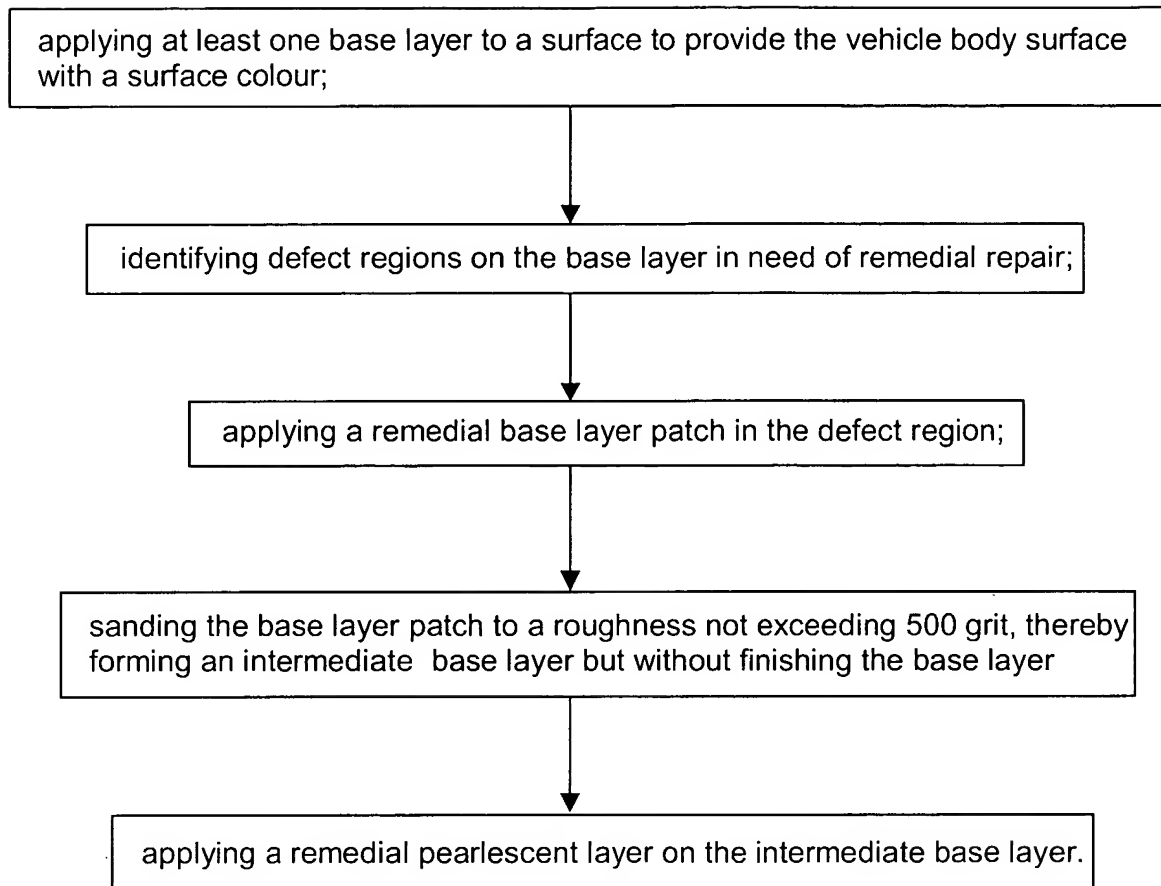 applying at least one base layer to a surface to provide the vehicle body surface
with a surface colour;
identifying defect regions on the base layer in need of remedial repair;
applying a remedial base layer patch in the defect region;
sanding the base layer patch to a roughness not exceeding 500 grit, thereby
forming an intermediate base layer but without finishing the base layer
applying a remedial pearlescent layer on the intermediate base layer.